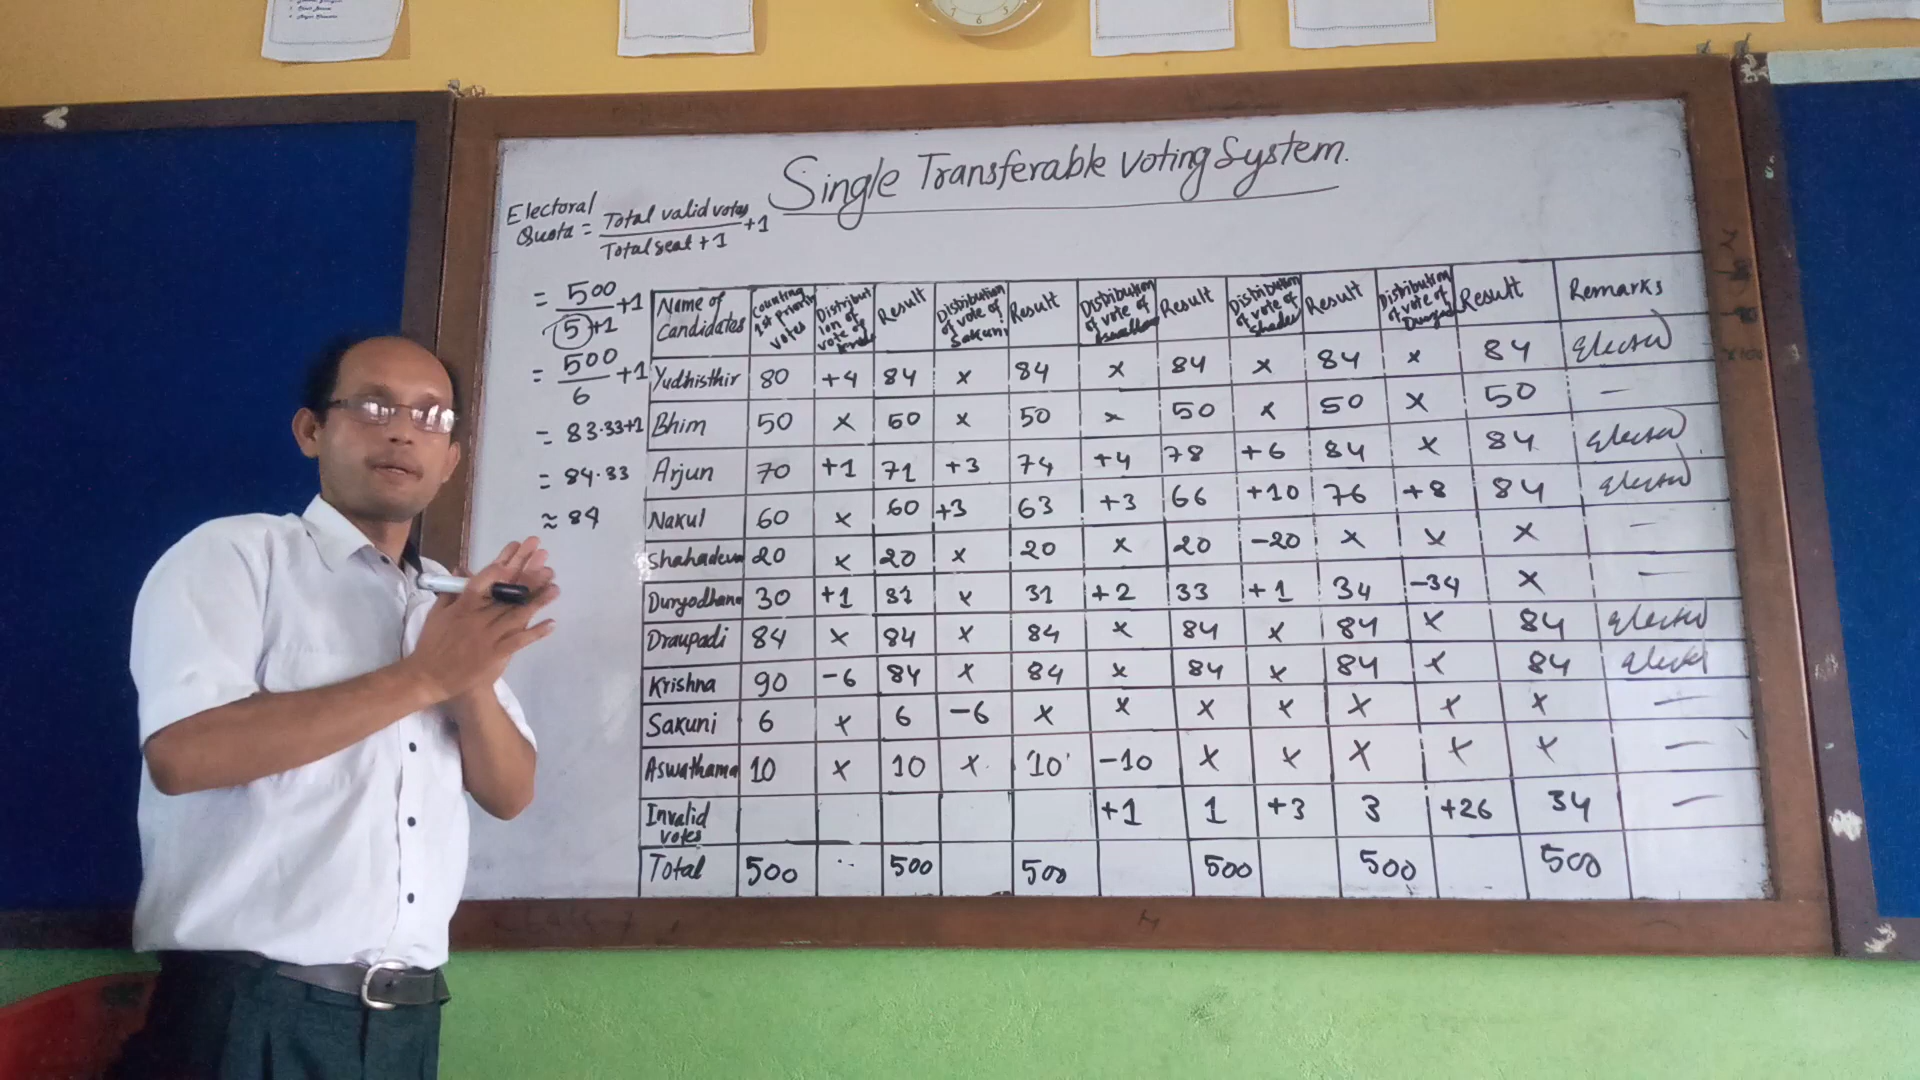 Single Transferable Voting System.
Electoral
Quota = Total valid votes +1
Total seat + 1
= 500 +1
5+1
= 500 +1
6
= 83.33+1
= 84.33
≈ 84
Name of Candidates Counting 1st Priority votes Distribution of vote of Result Distribution of vote of Sakuni Result Distribution of vote of Result Distribution of vote of Result Distribution of vote of Result Remarks
Yudhisthir 80 +4 84 x 84 x 84 x 84 x 84 Elected
Bhim 50 x 50 x 50 x 50 x 50 x 50 —
Arjun 70 +1 71 +3 74 +4 78 +6 84 x 84 Elected
Nakul 60 x 60 +3 63 +3 66 +10 76 +8 84 Elected
Shahadeva 20 x 20 x 20 x 20 -20 x x x —
Duryodhana 30 +1 31 x 31 +2 33 +1 34 -34 x —
Draupadi 84 x 84 x 84 x 84 x 84 x 84 Elected
Krishna 90 -6 84 x 84 x 84 x 84 x 84 Elected
Sakuni 6 x 6 -6 x x x x x x x —
Aswathama 10 x 10 x 10 -10 x x x x x —
Invalid votes +1 1 +3 3 +26 34 —
Total 500 500 500 500 500 500
7 6 5